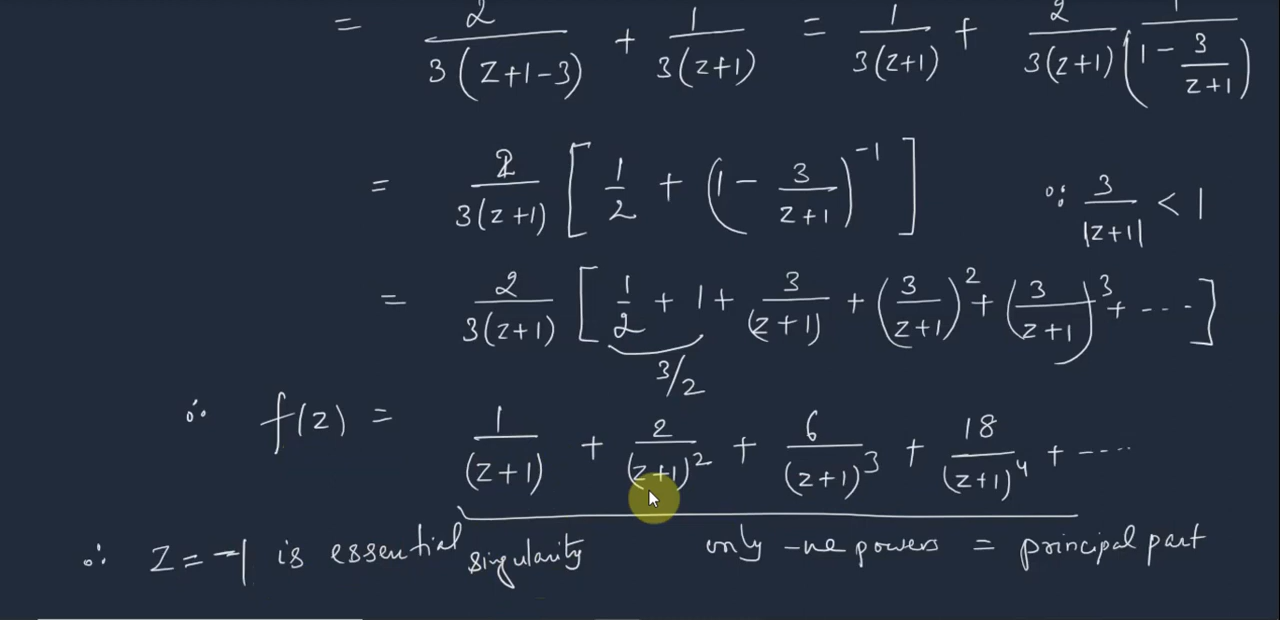 = 2/(3(z+1-3)) + 1/(3(z+1)) = 1/(3(z+1)) + 2/(3(z+1)) (1/(1 - 3/(z+1)))
= 2/(3(z+1)) [ 1/2 + (1 - 3/(z+1))^-1 ] ∵ 3/|z+1| < 1
= 2/(3(z+1)) [ 1/2 + 1 + 3/(z+1) + (3/(z+1))^2 + (3/(z+1))^3 + ---- ]
3/2
∴ f(z) = 1/(z+1) + 2/(z+1)^2 + 6/(z+1)^3 + 18/(z+1)^4 + ----
∴ z = -1 is essential singularity only -ve powers = principal part